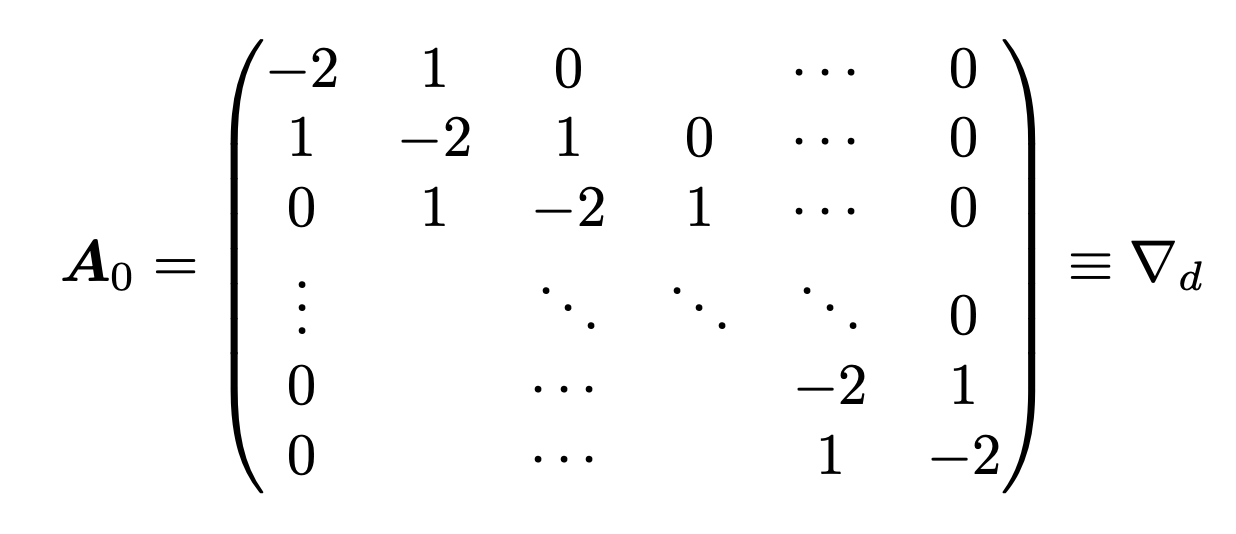 −2 1 0 ⋯ 0
1 −2 1 0 ⋯ 0
0 1 −2 1 ⋯ 0
A₀ = ⋮ ⋱ ⋱ ⋱ 0 ≡ ∇_d
0 ⋯ −2 1
0 ⋯ 1 −2